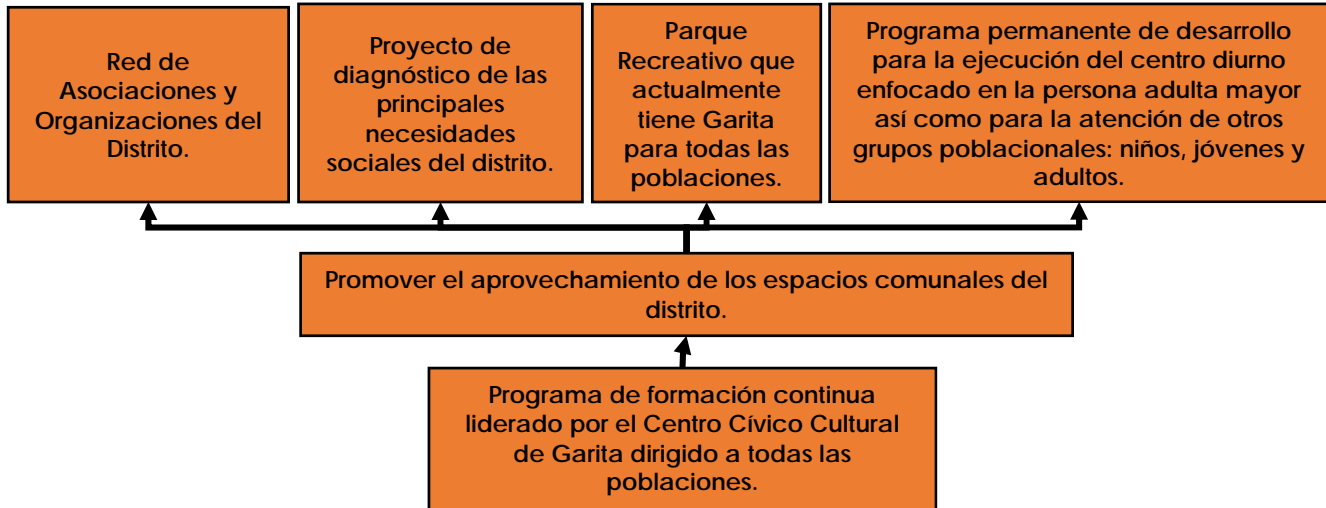 Red de
Asociaciones y
Organizaciones del
Distrito.
Proyecto de
diagnóstico de las
principales
necesidades
sociales del distrito.
Parque
Recreativo que
actualmente
tiene Garita
para todas las
poblaciones.
Programa permanente de desarrollo
para la ejecución del centro diurno
enfocado en la persona adulta mayor
así como para la atención de otros
grupos poblacionales: niños, jóvenes y
adultos.
Promover el aprovechamiento de los espacios comunales del
distrito.
Programa de formación continua
liderado por el Centro Cívico Cultural
de Garita dirigido a todas las
poblaciones.